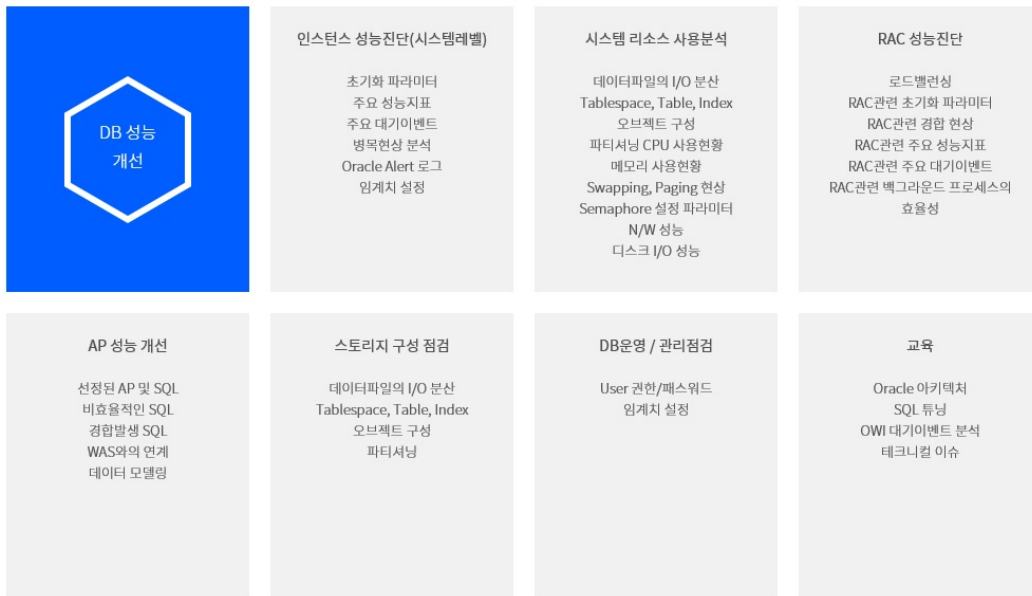 DB 성능
개선
인스턴스 성능진단(시스템레벨)
초기화 파라미터
주요 성능지표
주요 대기이벤트
병목현상 분석
Oracle Alert 로그
임계치 설정
시스템 리소스 사용분석
데이터파일의 I/O 분산
Tablespace, Table, Index
오브젝트 구성
파티셔닝 CPU 사용현황
메모리 사용현황
Swapping, Paging 현상
Semaphore 설정 파라미터
N/W 성능
디스크 I/O 성능
RAC 성능진단
로드밸런싱
RAC관련 초기화 파라미터
RAC관련 경합 현상
RAC관련 주요 성능지표
RAC관련 주요 대기이벤트
RAC관련 백그라운드 프로세스의
효율성
AP 성능 개선
선정된 AP 및 SQL
비효율적인 SQL
경합발생 SQL
WAS와의 연계
데이터 모델링
스토리지 구성 점검
데이터파일의 I/O 분산
Tablespace, Table, Index
오브젝트 구성
파티셔닝
DB운영 / 관리점검
User 권한/패스워드
임계치 설정
교육
Oracle 아키텍처
SQL 튜닝
OWI 대기이벤트 분석
테크니컬 이슈